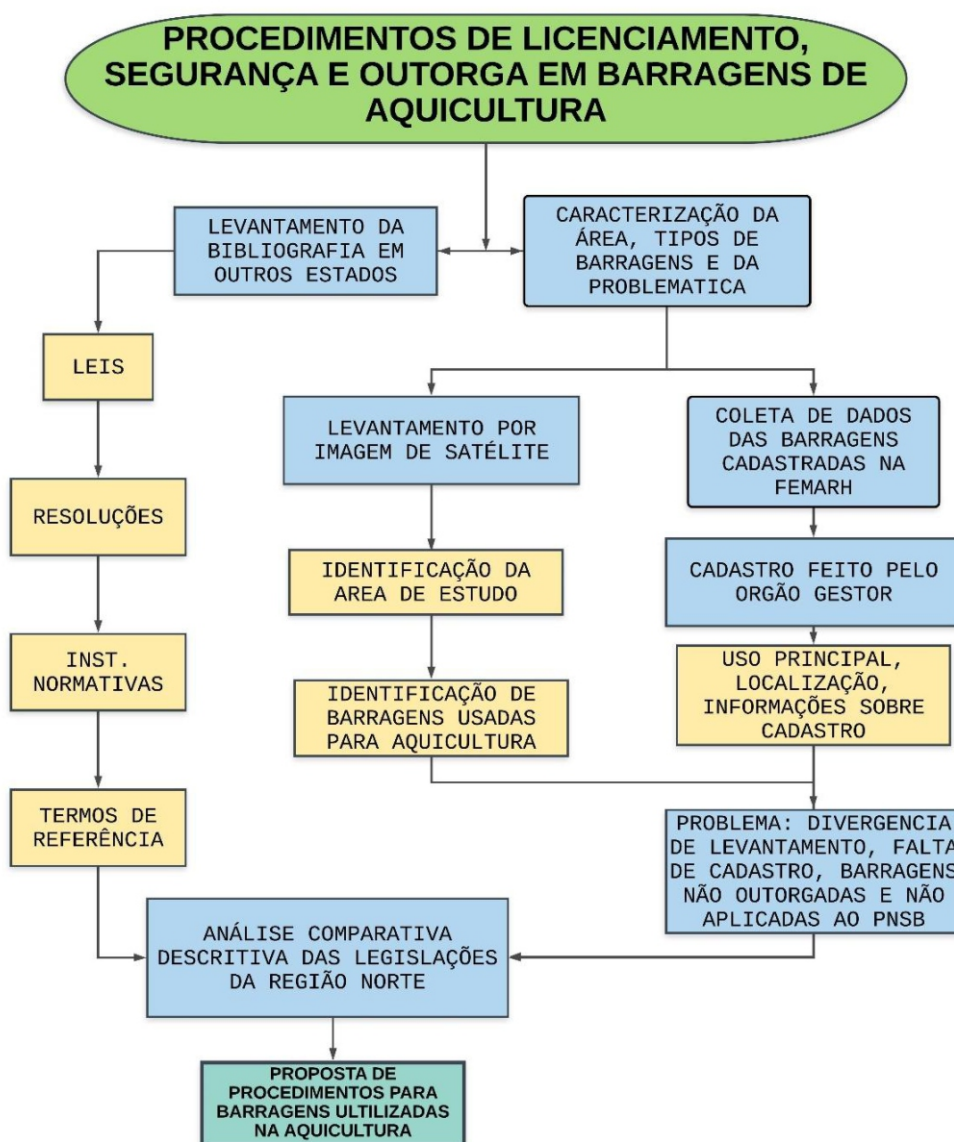 PROCEDIMENTOS DE LICENCIAMENTO,
SEGURANÇA E OUTORGA EM BARRAGENS DE
AQUICULTURA
LEVANTAMENTO DA
BIBLIOGRAFIA EM
OUTROS ESTADOS
CARACTERIZAÇÃO DA
ÁREA, TIPOS DE
BARRAGENS E DA
PROBLEMATICA
LEIS
RESOLUÇÕES
INST.
NORMATIVAS
TERMOS DE
REFERÊNCIA
LEVANTAMENTO POR
IMAGEM DE SATÉLITE
IDENTIFICAÇÃO DA
AREA DE ESTUDO
IDENTIFICAÇÃO DE
BARRAGENS USADAS
PARA AQUICULTURA
COLETA DE DADOS
DAS BARRAGENS
CADASTRADAS NA
FEMARH
CADASTRO FEITO PELO
ORGÃO GESTOR
USO PRINCIPAL,
LOCALIZAÇÃO,
INFORMAÇÕES SOBRE
CADASTRO
PROBLEMA: DIVERGENCIA
DE LEVANTAMENTO, FALTA
DE CADASTRO, BARRAGENS
NÃO OUTORGADAS E NÃO
APLICADAS AO PNSB
ANÁLISE COMPARATIVA
DESCRITIVA DAS LEGISLAÇÕES
DA REGIÃO NORTE
PROPOSTA DE
PROCEDIMENTOS PARA
BARRAGENS ULTILIZADAS
NA AQUICULTURA